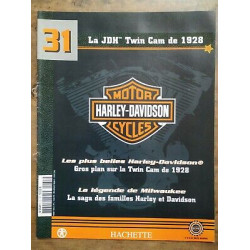 31
La JDH™ Twin Cam de 1928
MOTOR
HARLEY-DAVIDSON
CYCLES
Les plus belles Harley-Davidson®
Gros plan sur la Twin Cam de 1928
La légende de Milwaukee
La saga des familles Harley et Davidson
HACHETTE